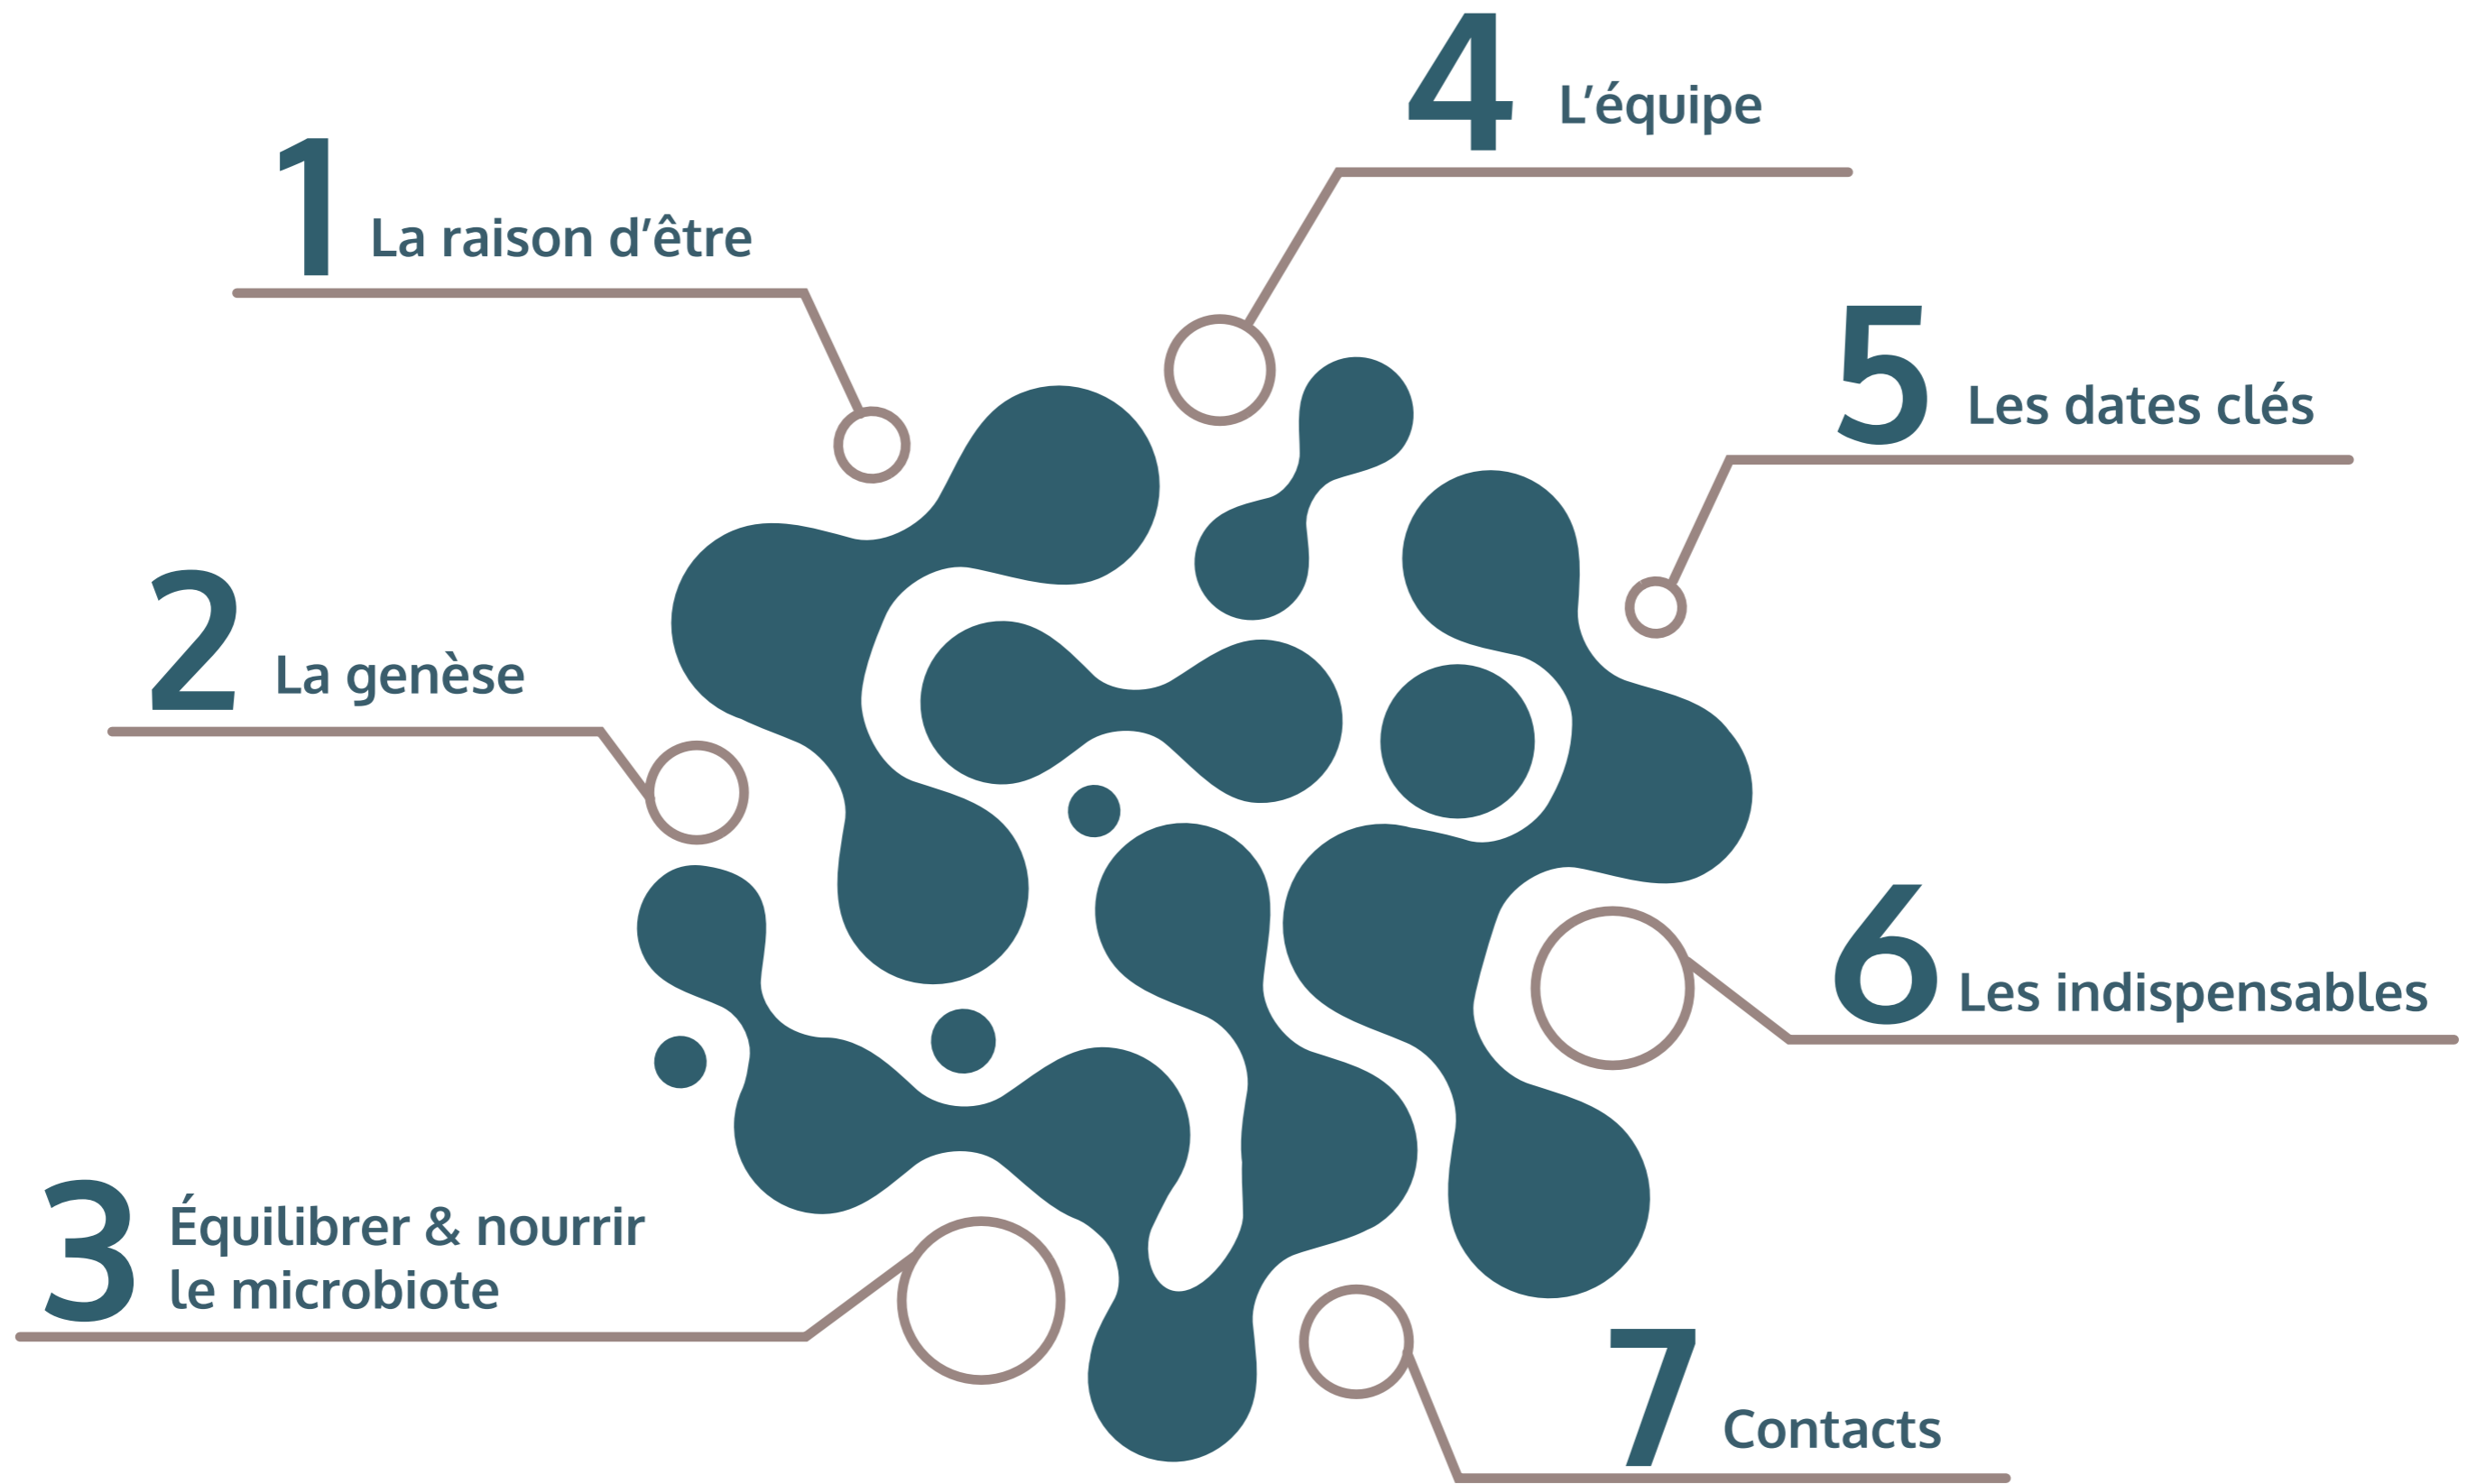 1 La raison d’être
2 La genèse
3 Équilibrer & nourrir
le microbiote
4 L’équipe
5 Les dates clés
6 Les indispensables
7 Contacts